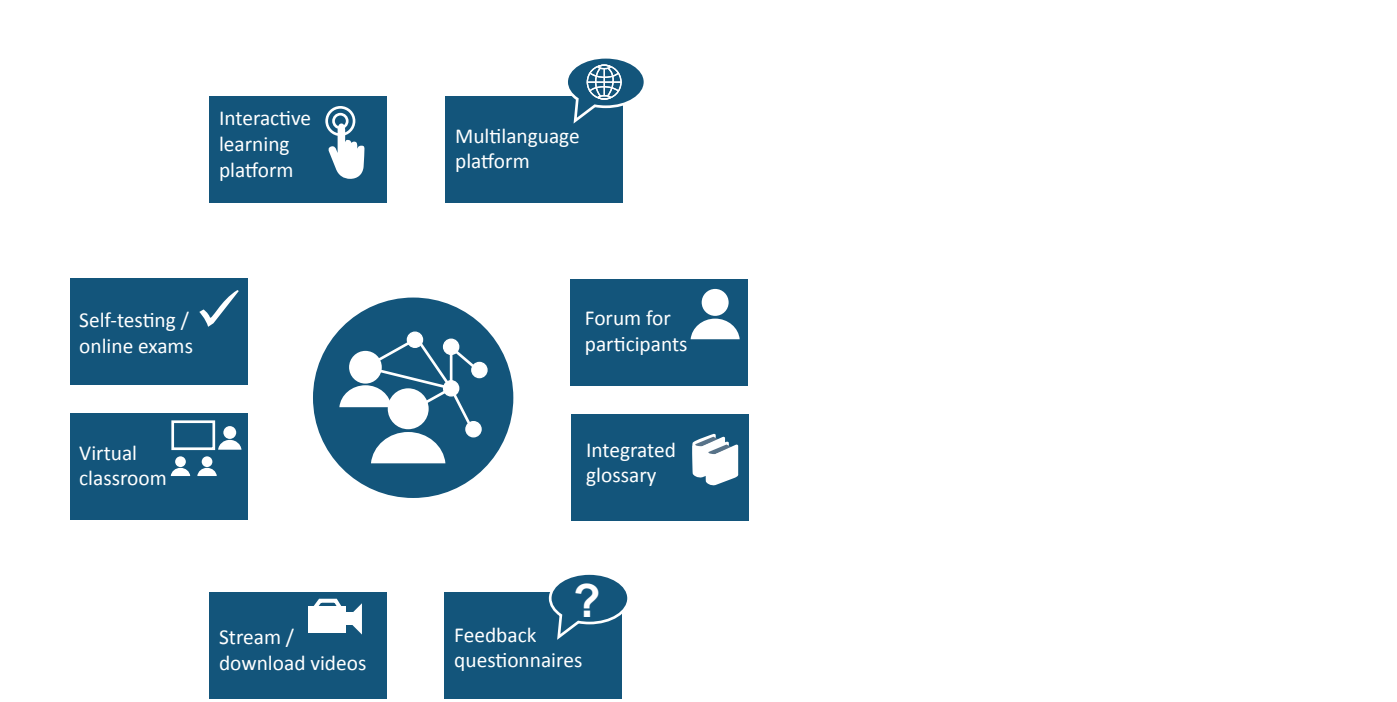 Interactive
learning
platform
Multilanguage
platform
Self-testing /
online exams
Forum for
participants
Virtual
classroom
Integrated
glossary
Stream /
download videos
?
Feedback
questionnaires